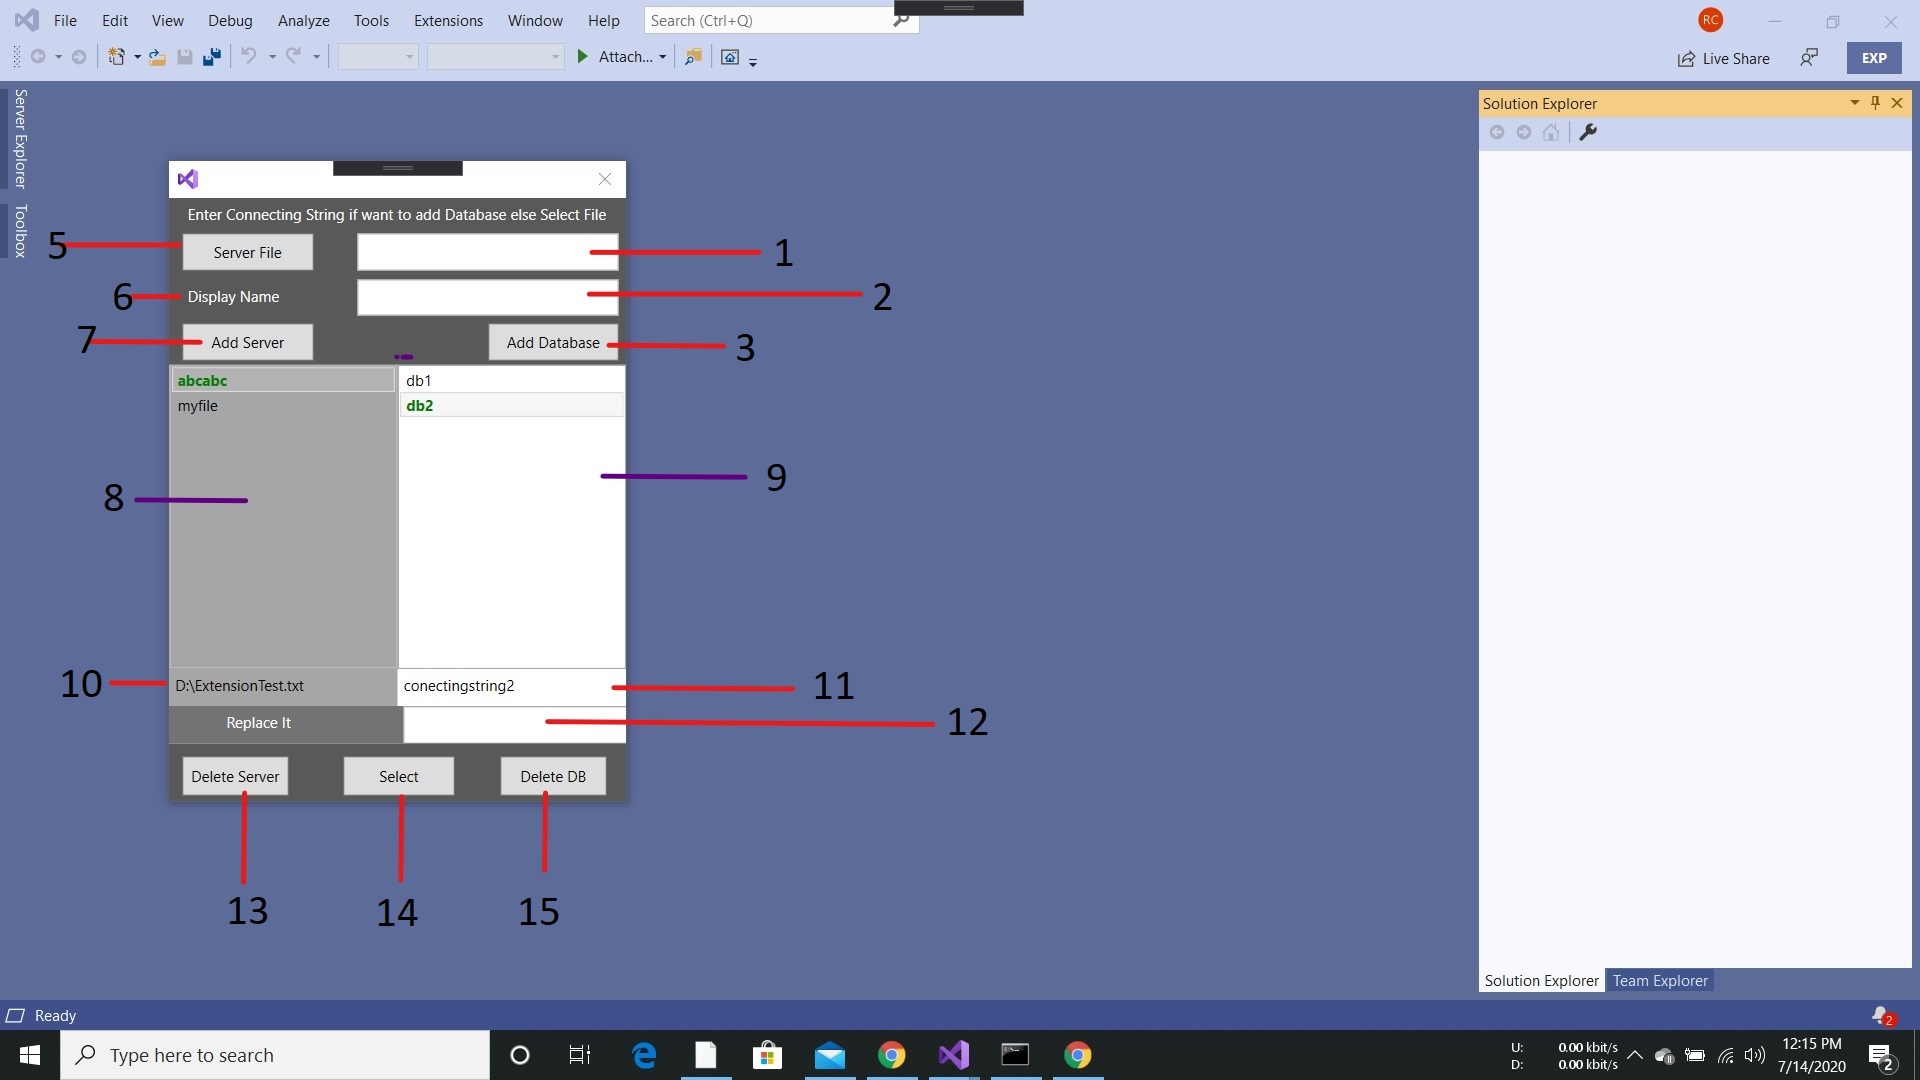 File Edit View Debug Analyze Tools Extensions Window Help Search (Ctrl+Q) RC
Attach... Live Share EXP
Server Explorer
Toolbox
Solution Explorer
Enter Connecting String if want to add Database else Select File
5 Server File 1
6 Display Name 2
7 Add Server Add Database 3
abcabc db1
myfile db2
8 9
10 D:\ExtensionTest.txt conectingstring2 11
Replace It 12
Delete Server Select Delete DB
13 14 15
Solution Explorer Team Explorer
Ready 2
Type here to search
U: 0.00 kbit/s
D: 0.00 kbit/s
12:15 PM
7/14/2020
2